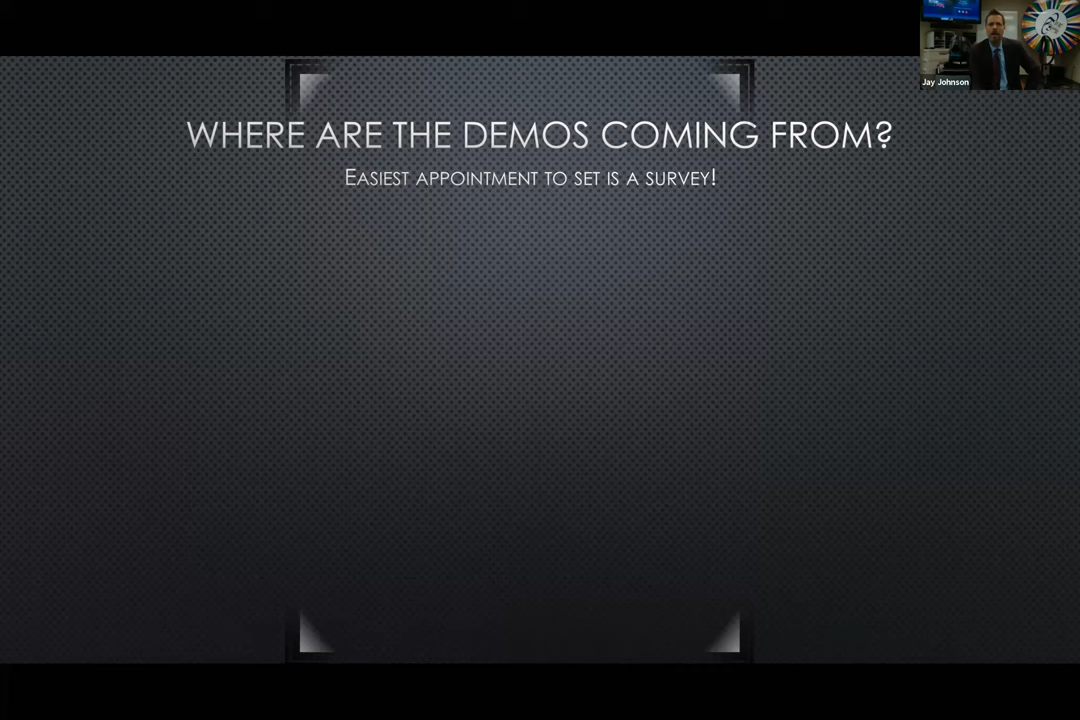 WHERE ARE THE DEMOS COMING FROM?
EASIEST APPOINTMENT TO SET IS A SURVEY!
Jay Johnson